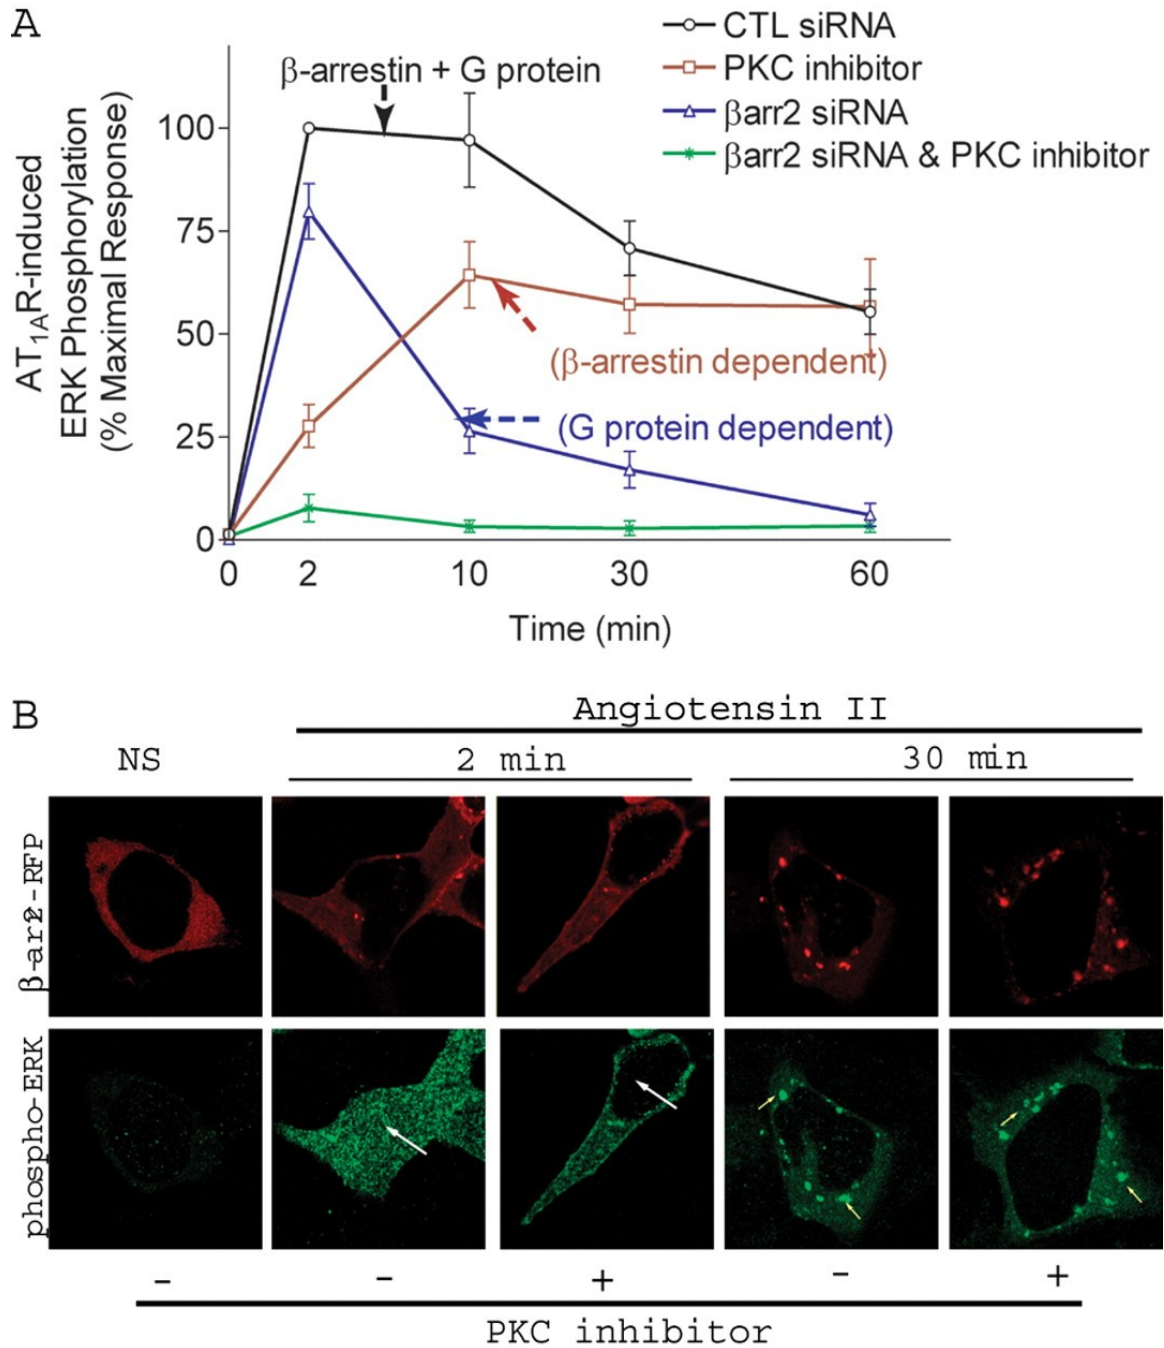 A
CTL siRNA
PKC inhibitor
βarr2 siRNA
βarr2 siRNA & PKC inhibitor
β-arrestin + G protein
AT1AR-induced
ERK Phosphorylation
(% Maximal Response)
100
75
50
25
0
(β-arrestin dependent)
(G protein dependent)
0 2 10 30 60
Time (min)
B
Angiotensin II
NS 2 min 30 min
β-arr2-RFP
phospho-ERK
- - + - +
PKC inhibitor